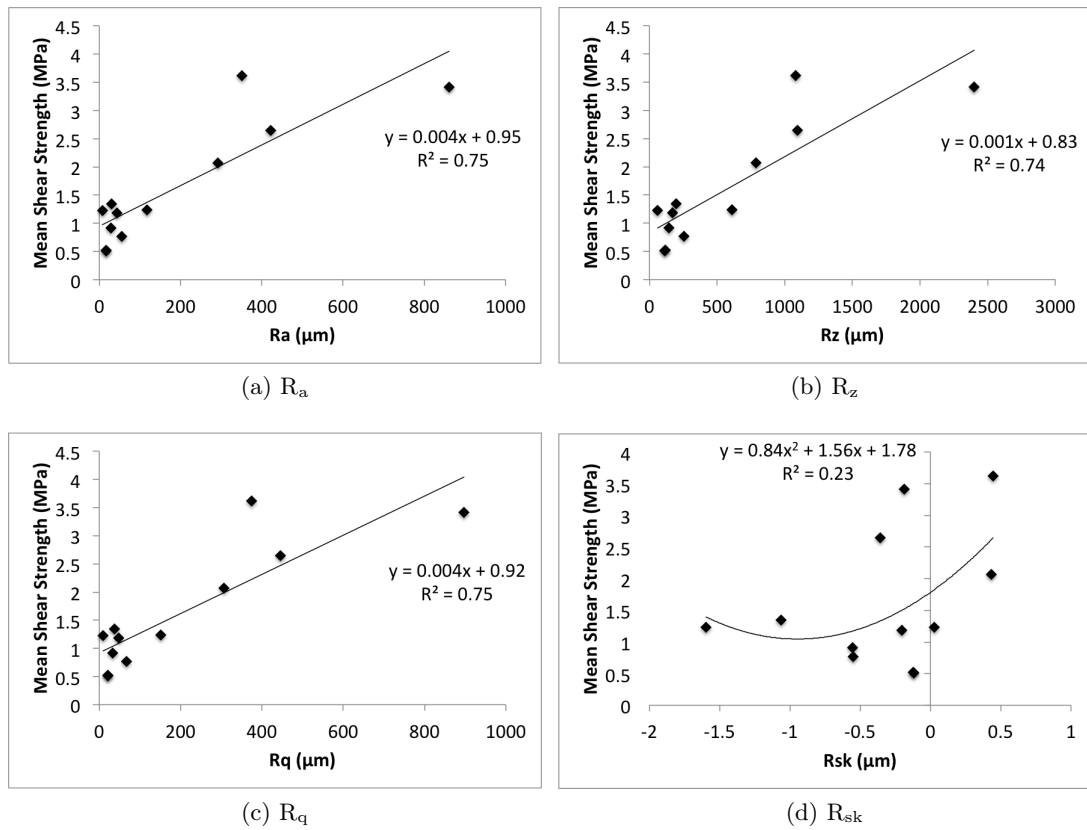 4.5
4
3.5
3
2.5
2
1.5
1
0.5
0
Mean Shear Strength (MPa)
y = 0.004x + 0.95
R² = 0.75
0 200 400 600 800 1000
Ra (μm)
(a) Rₐ
4.5
4
3.5
3
2.5
2
1.5
1
0.5
0
Mean Shear Strength (MPa)
y = 0.001x + 0.83
R² = 0.74
0 500 1000 1500 2000 2500 3000
Rz (μm)
(b) R_z
4.5
4
3.5
3
2.5
2
1.5
1
0.5
0
Mean Shear Strength (MPa)
y = 0.004x + 0.92
R² = 0.75
0 200 400 600 800 1000
Rq (μm)
(c) R_q
y = 0.84x² + 1.56x + 1.78
R² = 0.23
4
3.5
3
2.5
2
1.5
1
0.5
0
Mean Shear Strength (MPa)
-2 -1.5 -1 -0.5 0 0.5 1
Rsk (μm)
(d) R_sk